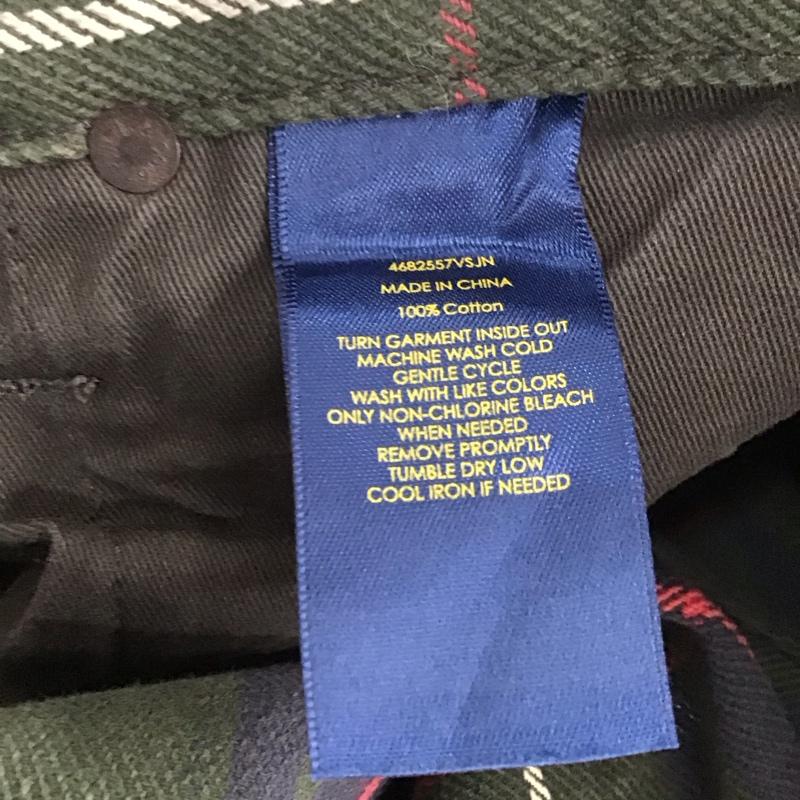 4682557VSJN
MADE IN CHINA
100% Cotton
TURN GARMENT INSIDE OUT
MACHINE WASH COLD
GENTLE CYCLE
WASH WITH LIKE COLORS
ONLY NON-CHLORINE BLEACH
WHEN NEEDED
REMOVE PROMPTLY
TUMBLE DRY LOW
COOL IRON IF NEEDED